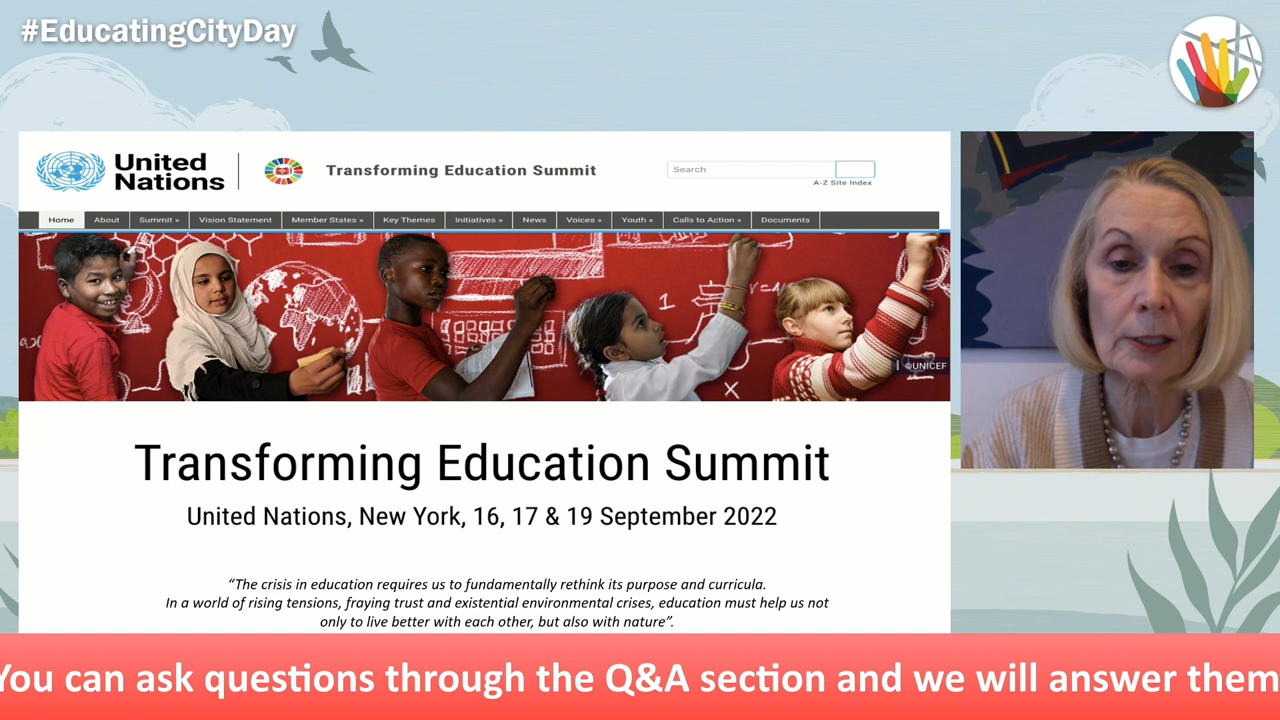 #EducatingCityDay
United
Nations
Transforming Education Summit
Search
A-Z Site Index
Home About Summit » Vision Statement Member States » Key Themes Initiatives » News Voices » Youth » Calls to Action » Documents
1
X
@UNICEF
Transforming Education Summit
United Nations, New York, 16, 17 & 19 September 2022
“The crisis in education requires us to fundamentally rethink its purpose and curricula.
In a world of rising tensions, fraying trust and existential environmental crises, education must help us not
only to live better with each other, but also with nature”.
You can ask questions through the Q&A section and we will answer them